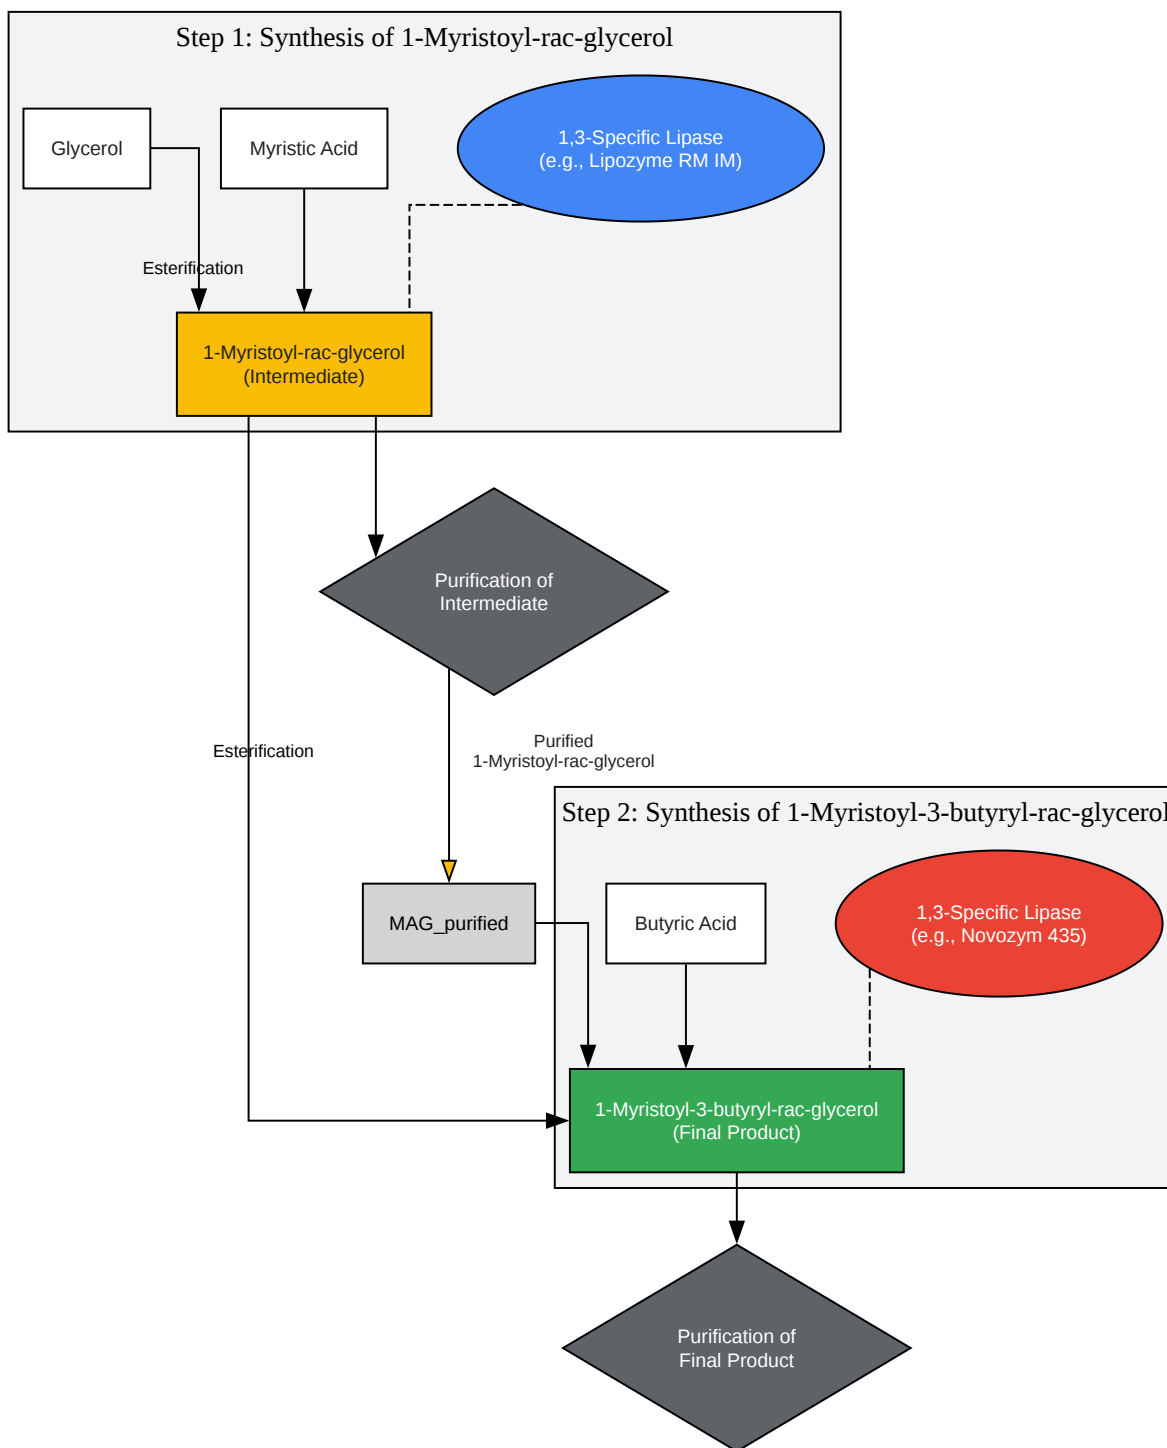 Step 1: Synthesis of 1-Myristoyl-rac-glycerol
Glycerol
Myristic Acid
1,3-Specific Lipase
(e.g., Lipozyme RM IM)
Esterification
1-Myristoyl-rac-glycerol
(Intermediate)
Purification of
Intermediate
Esterification
Purified
1-Myristoyl-rac-glycerol
Step 2: Synthesis of 1-Myristoyl-3-butyryl-rac-glycerol
MAG_purified
Butyric Acid
1,3-Specific Lipase
(e.g., Novozym 435)
1-Myristoyl-3-butyryl-rac-glycerol
(Final Product)
Purification of
Final Product